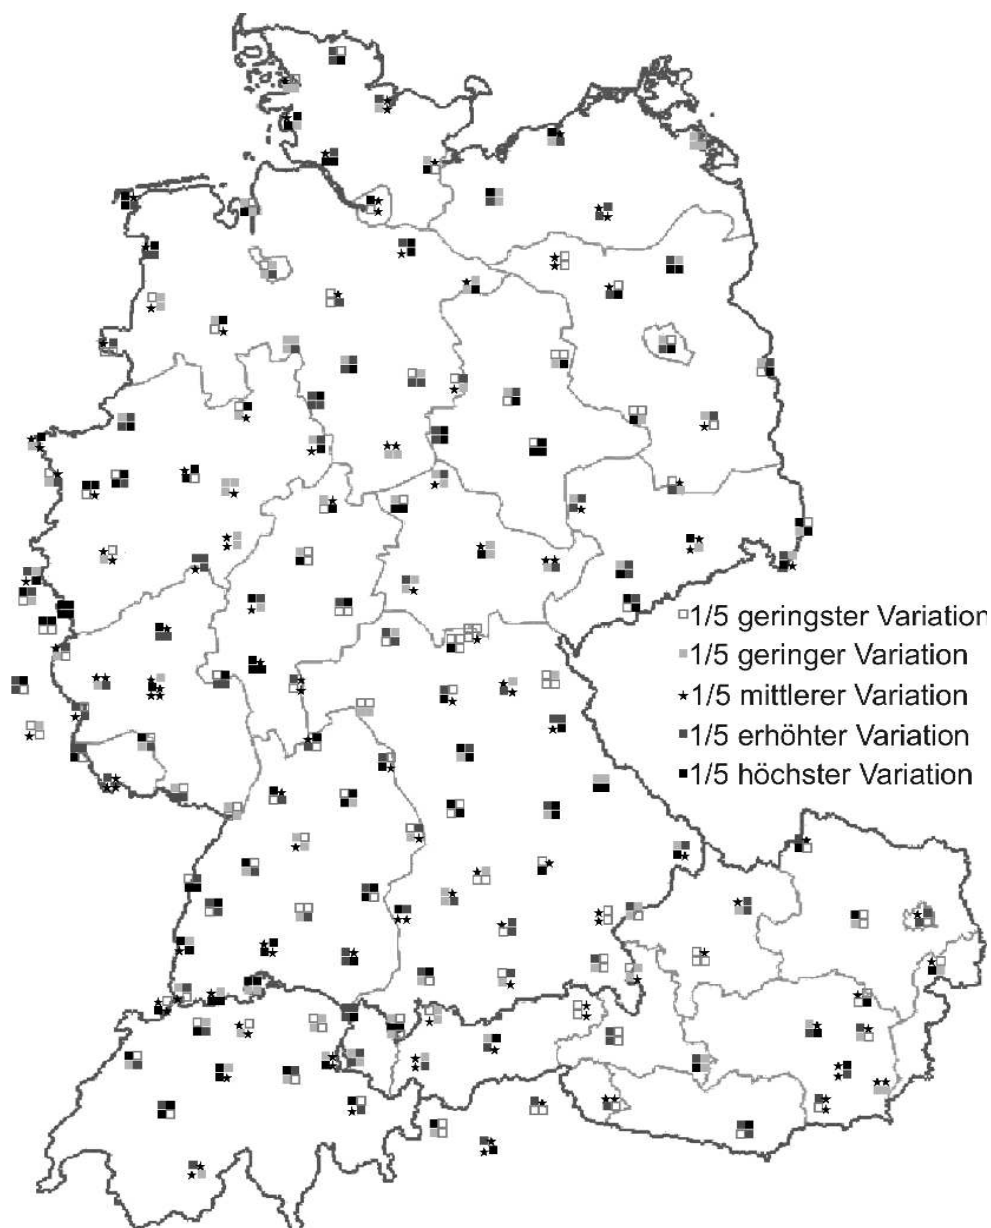 1/5 geringster Variation
1/5 geringer Variation
1/5 mittlerer Variation
1/5 erhöhter Variation
1/5 höchster Variation